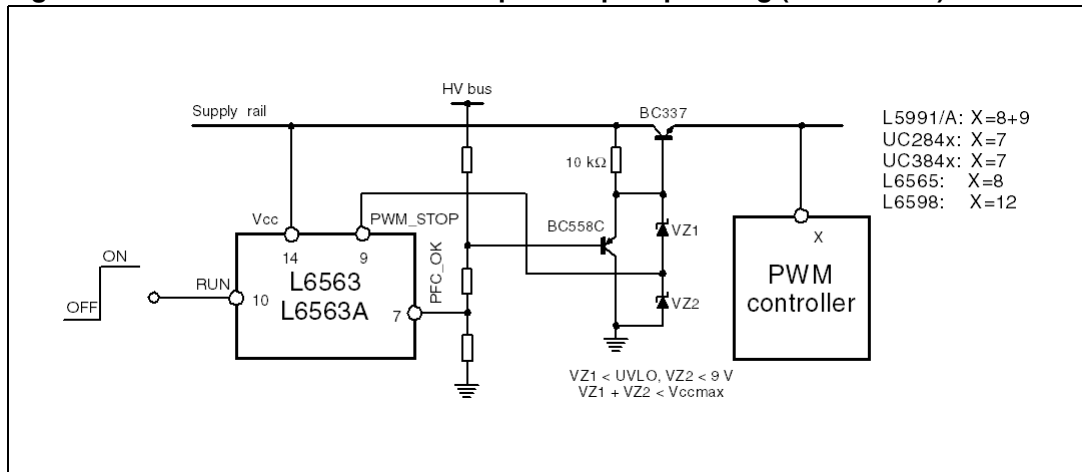 HV bus
Supply rail
BC337
L5991/A: X=8+9
UC284x: X=7
UC384x: X=7
L6565: X=8
L6598: X=12
10 kΩ
Vcc
PWM_STOP
BC558C
VZ1
14
9
PFC_OK
X
ON
OFF
RUN
10
L6563
L6563A
7
VZ2
PWM
controller
VZ1 < UVLO, VZ2 < 9 V
VZ1 + VZ2 < Vccmax